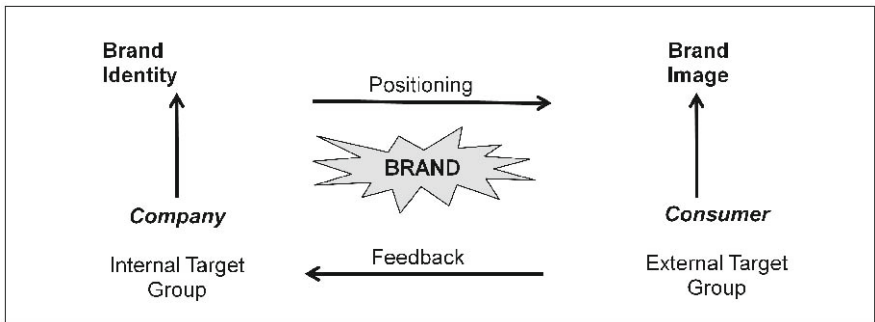 Brand
Identity
Positioning
Brand
Image
BRAND
Company
Consumer
Internal Target
Group
Feedback
External Target
Group